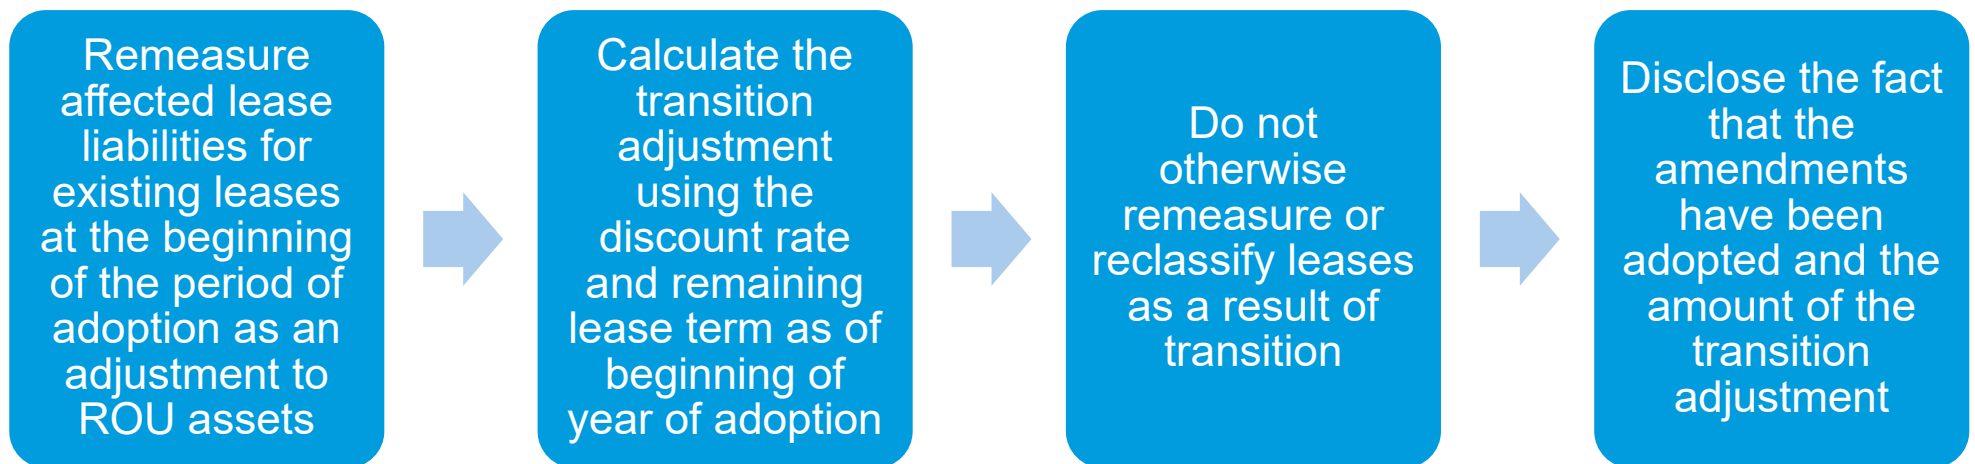 Remeasure
affected lease
liabilities for
existing leases
at the beginning
of the period of
adoption as an
adjustment to
ROU assets
Calculate the
transition
adjustment
using the
discount rate
and remaining
lease term as of
beginning of
year of adoption
Do not
otherwise
remeasure or
reclassify leases
as a result of
transition
Disclose the fact
that the
amendments
have been
adopted and the
amount of the
transition
adjustment